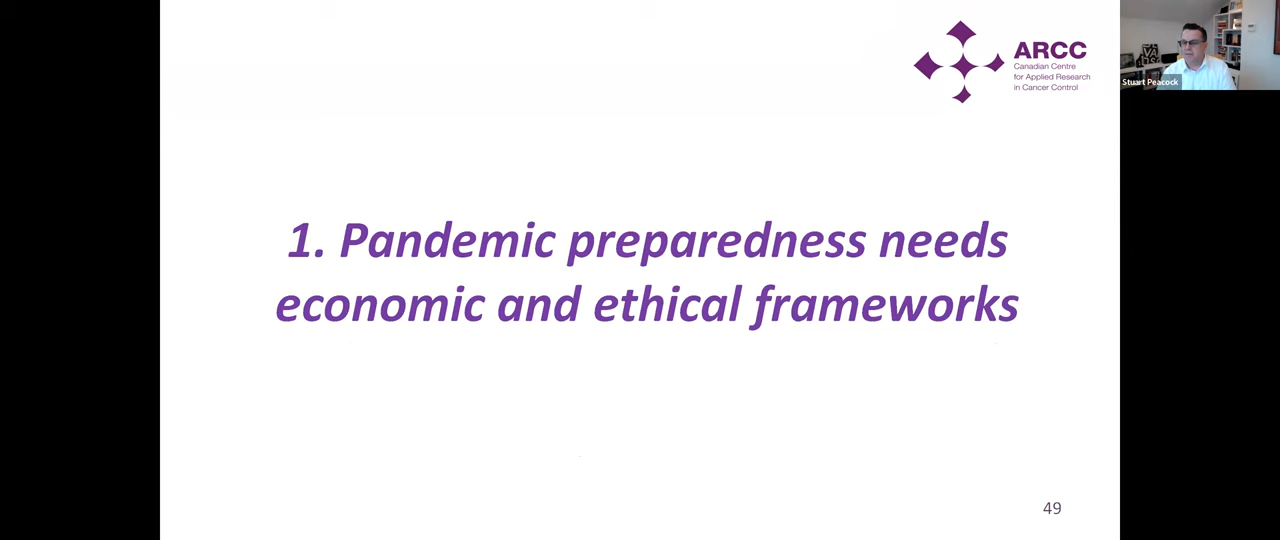 ARCC
Canadian Centre
for Applied Research
in Cancer Control
Stuart Peacock
1. Pandemic preparedness needs
economic and ethical frameworks
49